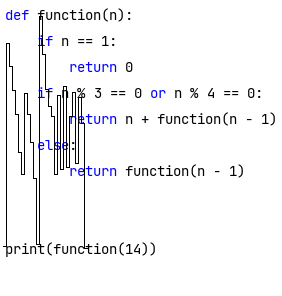 def function(n):
    if n == 1:
        return 0
    if n % 3 == 0 or n % 4 == 0:
        return n + function(n - 1)
    else:
        return function(n - 1)
print(function(14))